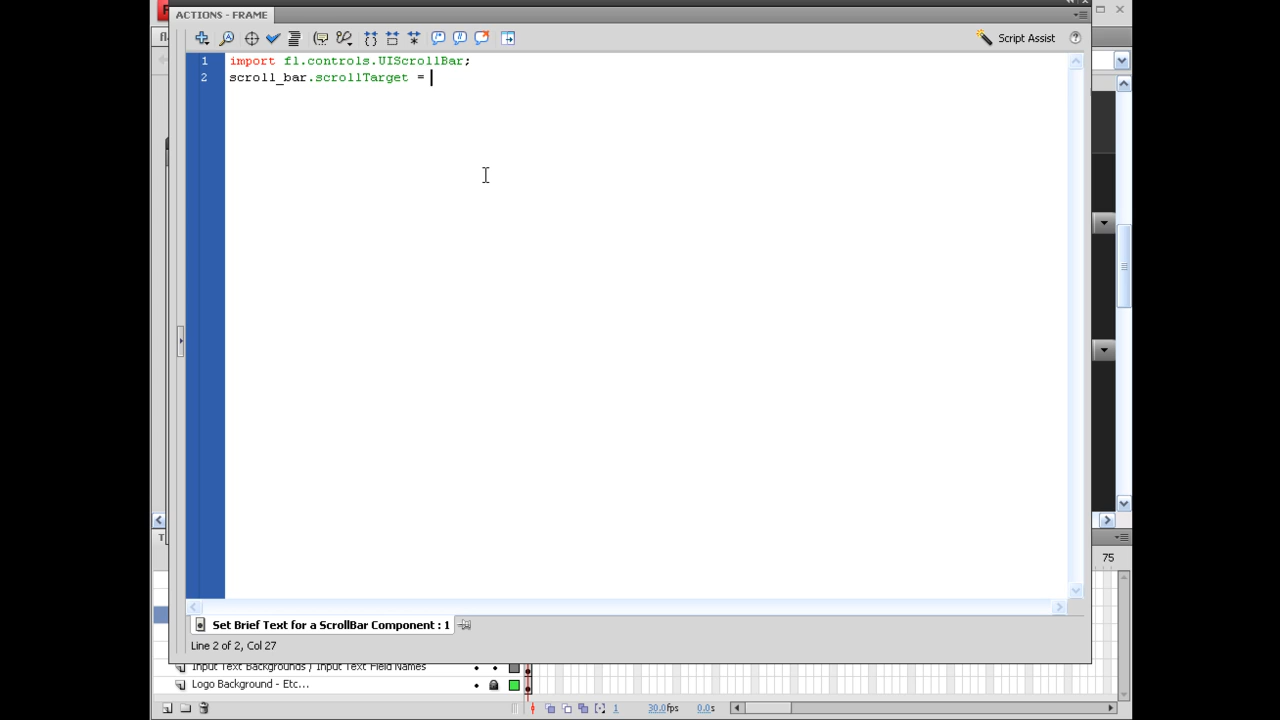 ACTIONS - FRAME
Script Assist
1 import fl.controls.UIScrollBar;
2 scroll_bar.scrollTarget =
Set Brief Text for a ScrollBar Component : 1
Line 2 of 2, Col 27
75
Input Text Backgrounds / Input Text Field Names
Logo Background - Etc...
1 30.0fps 0.0s